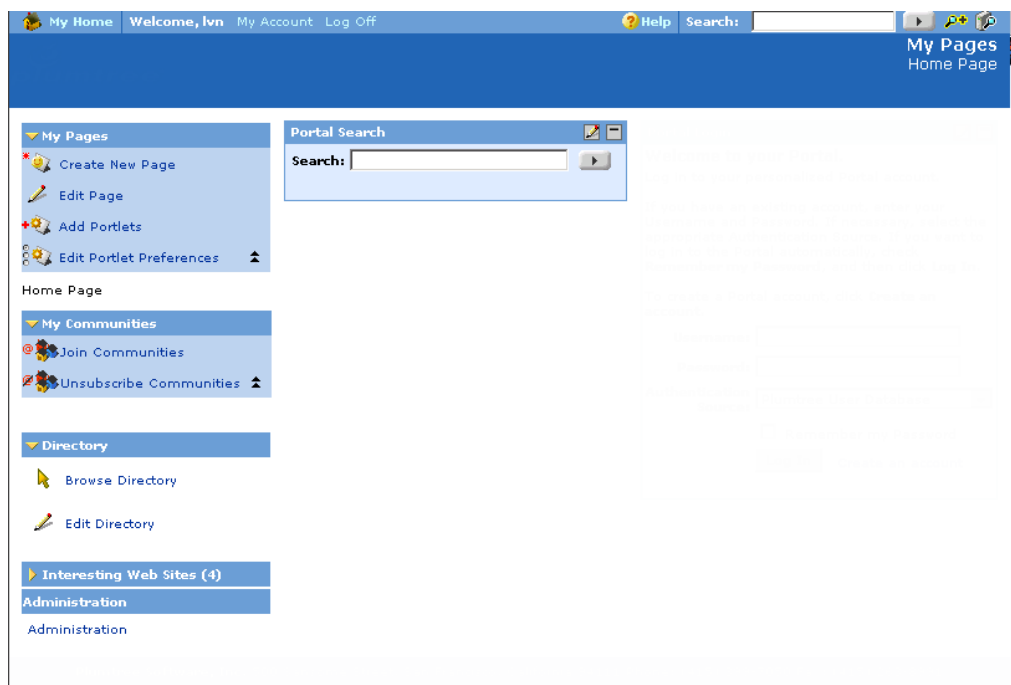 My Home Welcome, lvn My Account Log Off Help Search:
My Pages
Home Page
My Pages
Create New Page
Edit Page
Add Portlets
Edit Portlet Preferences
Home Page
My Communities
Join Communities
Unsubscribe Communities
Directory
Browse Directory
Edit Directory
Interesting Web Sites (4)
Administration
Administration
Portal Search
Search: